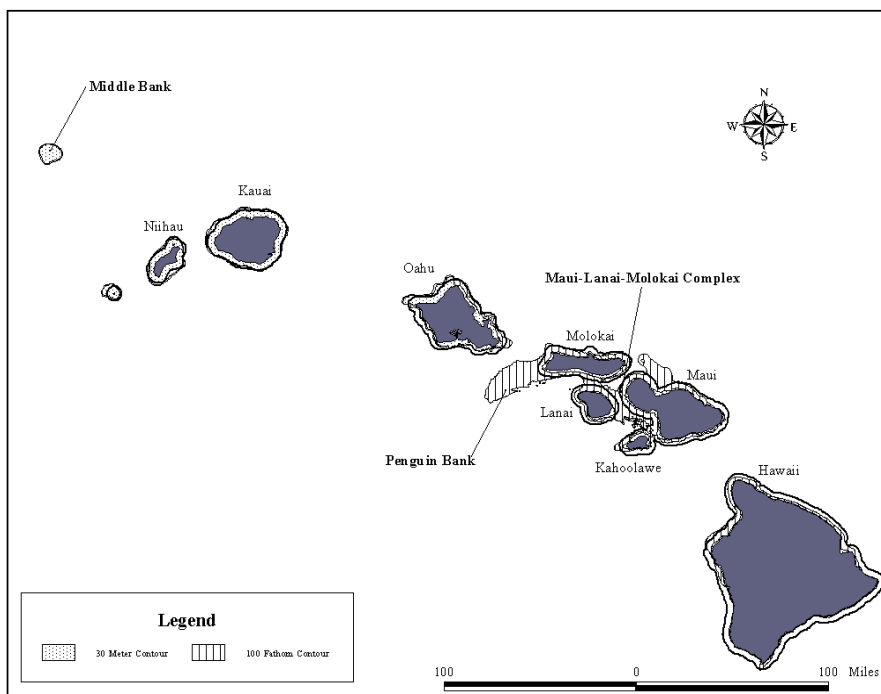 Middle Bank
N
W E
S
Kauai
Niihau
Oahu
Maui-Lanai-Molokai Complex
Molokai
Maui
Lanai
Penguin Bank
Kahoolawe
Hawaii
Legend
30 Meter Contour 100 Fathom Contour
100 0 100 Miles